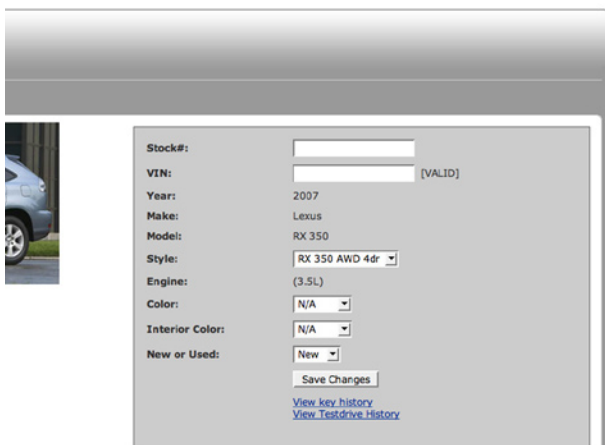 Stock#:
VIN: [VALID]
Year: 2007
Make: Lexus
Model: RX 350
Style: RX 350 AWD 4dr
Engine: (3.5L)
Color: N/A
Interior Color: N/A
New or Used: New
Save Changes
View key history
View Testdrive History